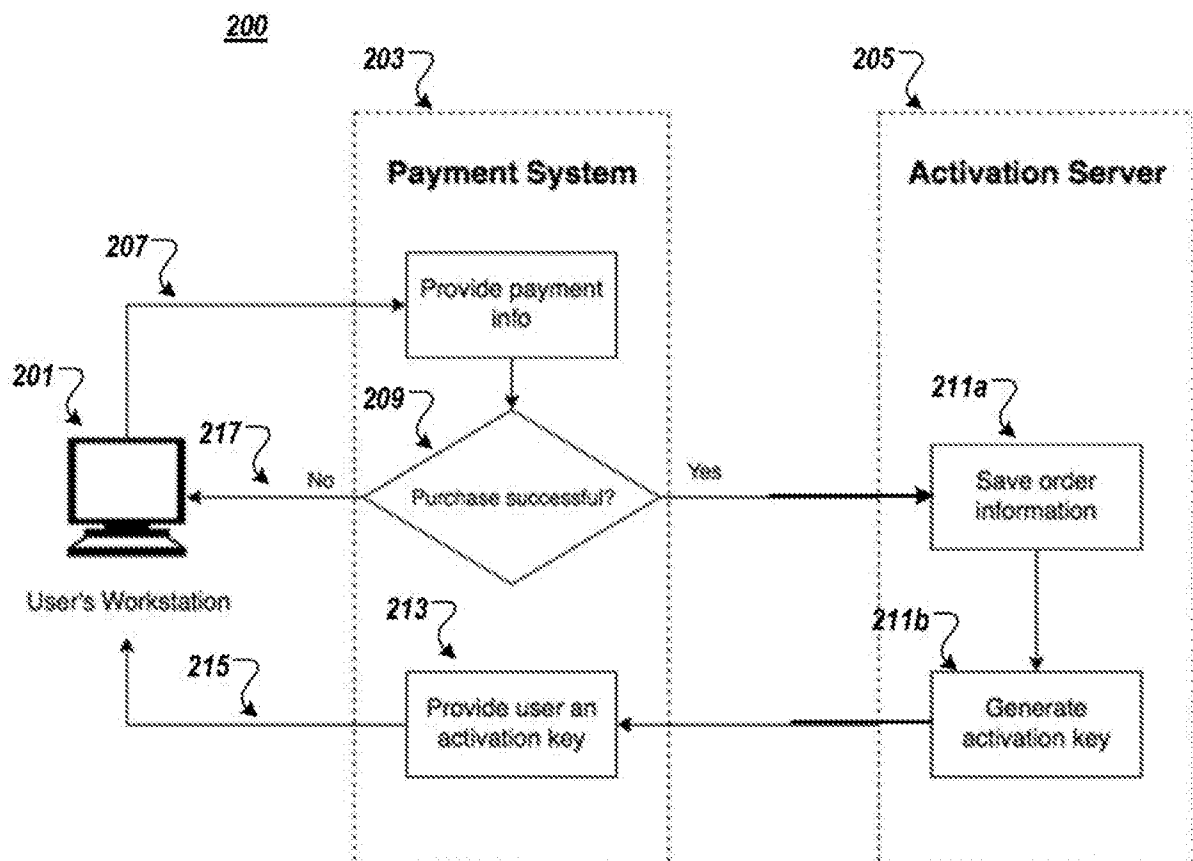 200
203
205
Payment System
Activation Server
207
Provide payment
info
201
209
211a
217
No
Purchase successful?
Yes
Save order
information
User's Workstation
213
211b
215
Provide user an
activation key
Generate
activation key